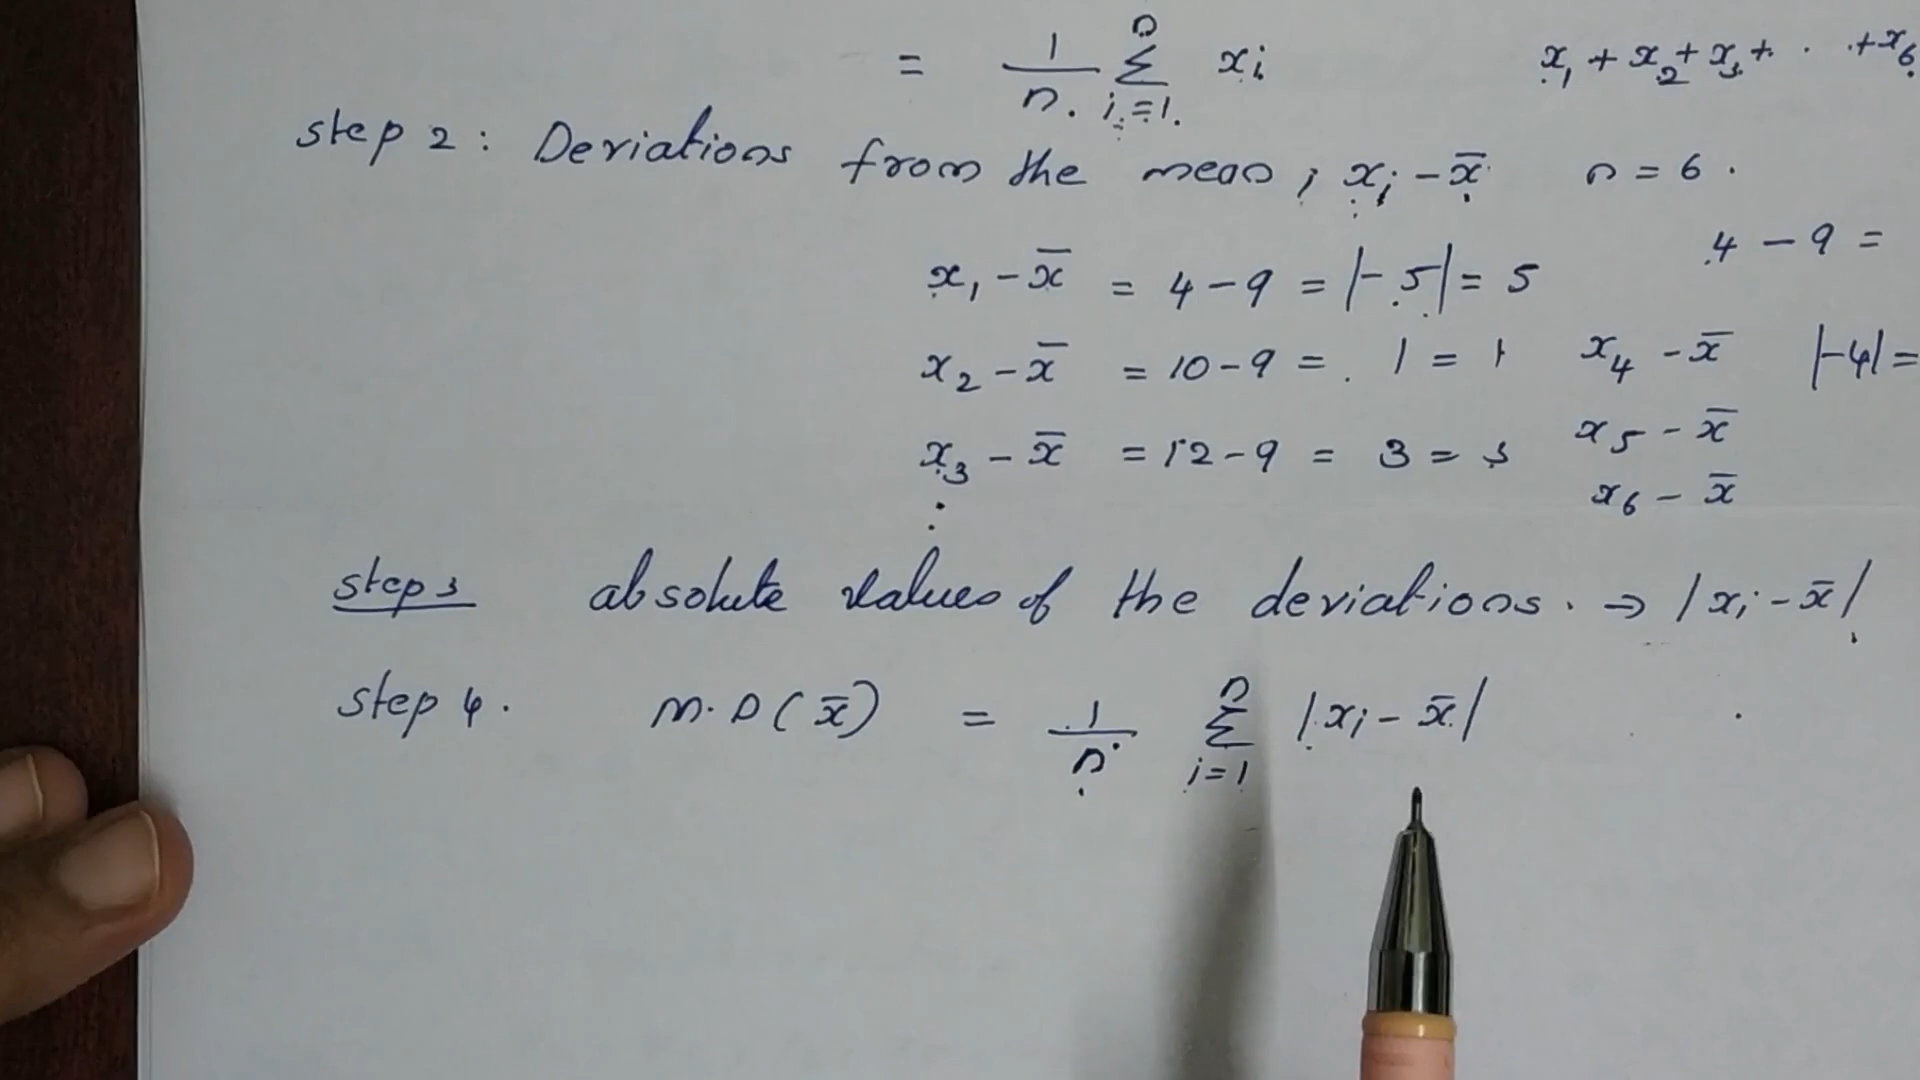 = 1/n. n Σ i=1. xi x₁ + x₂ + x₃ + . . + x₆
step 2 : Deviations from the mean , xi - x̄ n = 6 .
4 - 9 =
x₁ - x̄ = 4 - 9 = |- 5| = 5
x₂ - x̄ = 10 - 9 = . 1 = 1 x₄ - x̄ |-4| =
x₃ - x̄ = 12 - 9 = 3 = 3 x₅ - x̄
x₆ - x̄
:
step 3 absolute values of the deviations . → |xi - x̄|
step 4 . M.D(x̄) = 1/n n Σ i=1 |xi - x̄|